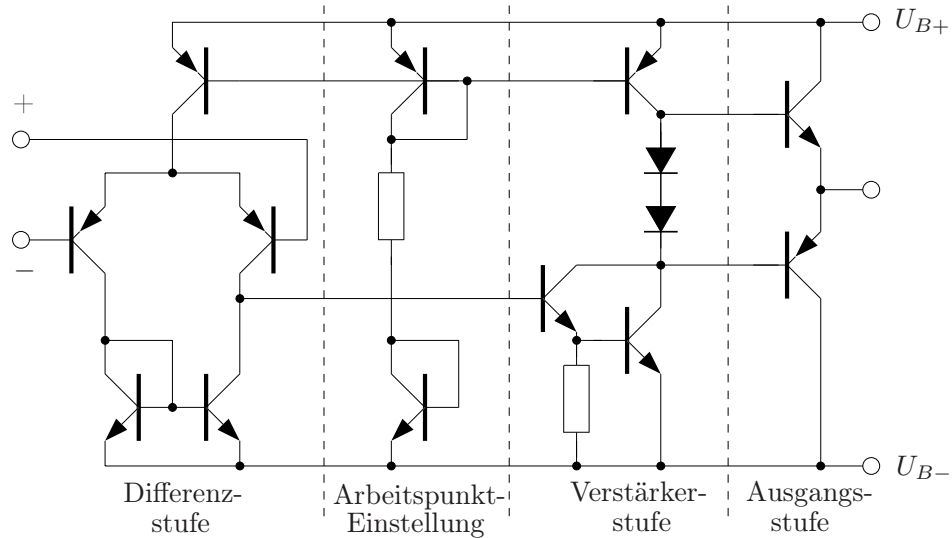 U_{B+}
+
−
U_{B−}
Differenz-
stufe
Arbeitspunkt-
Einstellung
Verstärker-
stufe
Ausgangs-
stufe